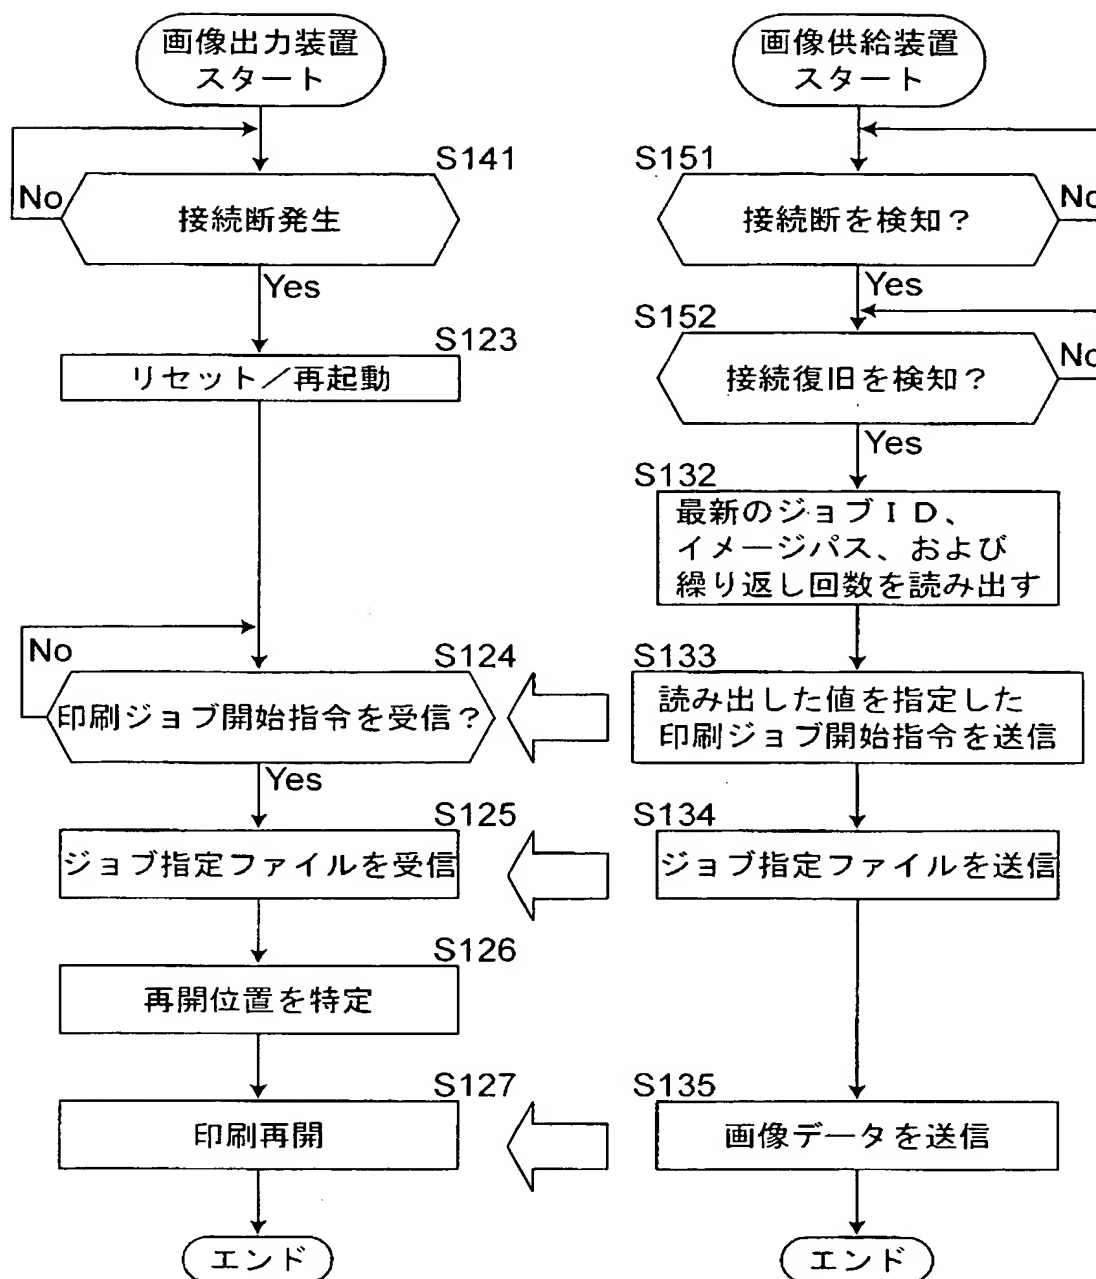 画像出力装置
スタート
S141
No
接続断発生
Yes
S123
リセット／再起動
No
S124
印刷ジョブ開始指令を受信？
Yes
S125
ジョブ指定ファイルを受信
S126
再開位置を特定
S127
印刷再開
エンド
画像供給装置
スタート
S151
接続断を検知？
No
Yes
S152
接続復旧を検知？
No
Yes
S132
最新のジョブＩＤ、
イメージパス、および
繰り返し回数を読み出す
S133
読み出した値を指定した
印刷ジョブ開始指令を送信
S134
ジョブ指定ファイルを送信
S135
画像データを送信
エンド